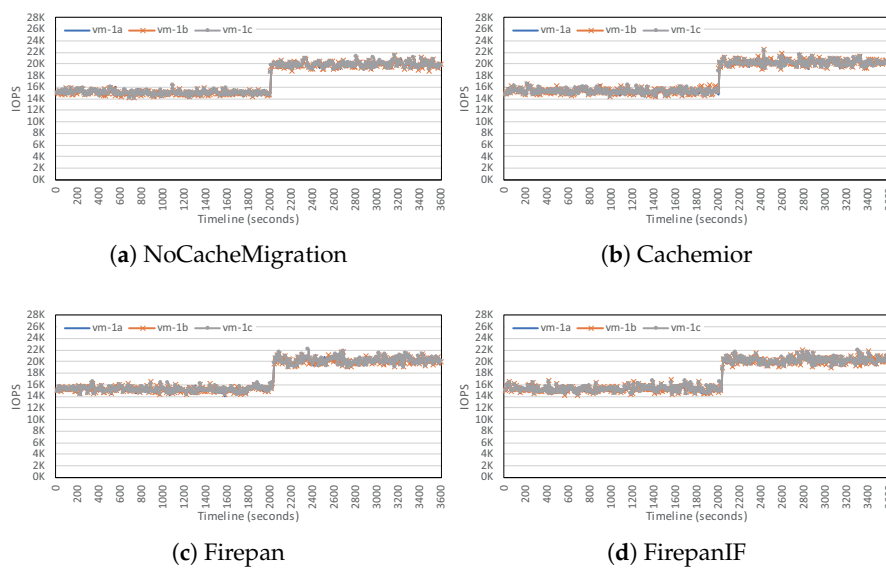 28K
26K
24K
22K
20K
18K
16K
14K
12K
10K
8K
6K
4K
2K
0K
IOPS
vm-1a vm-1b vm-1c
0 200 400 600 800 1000 1200 1400 1600 1800 2000 2200 2400 2600 2800 3000 3200 3400 3600
Timeline (seconds)
(a) NoCacheMigration
28K
26K
24K
22K
20K
18K
16K
14K
12K
10K
8K
6K
4K
2K
0K
IOPS
vm-1a vm-1b vm-1c
0 200 400 600 800 1000 1200 1400 1600 1800 2000 2200 2400 2600 2800 3000 3200 3400
Timeline (seconds)
(b) Cachemior
28K
26K
24K
22K
20K
18K
16K
14K
12K
10K
8K
6K
4K
2K
0K
IOPS
vm-1a vm-1b vm-1c
0 200 400 600 800 1000 1200 1400 1600 1800 2000 2200 2400 2600 2800 3000 3200 3400 3600
Timeline (seconds)
(c) Firepan
28K
26K
24K
22K
20K
18K
16K
14K
12K
10K
8K
6K
4K
2K
0K
IOPS
vm-1a vm-1b vm-1c
0 200 400 600 800 1000 1200 1400 1600 1800 2000 2200 2400 2600 2800 3000 3200 3400
Timeline (seconds)
(d) FirepanIF